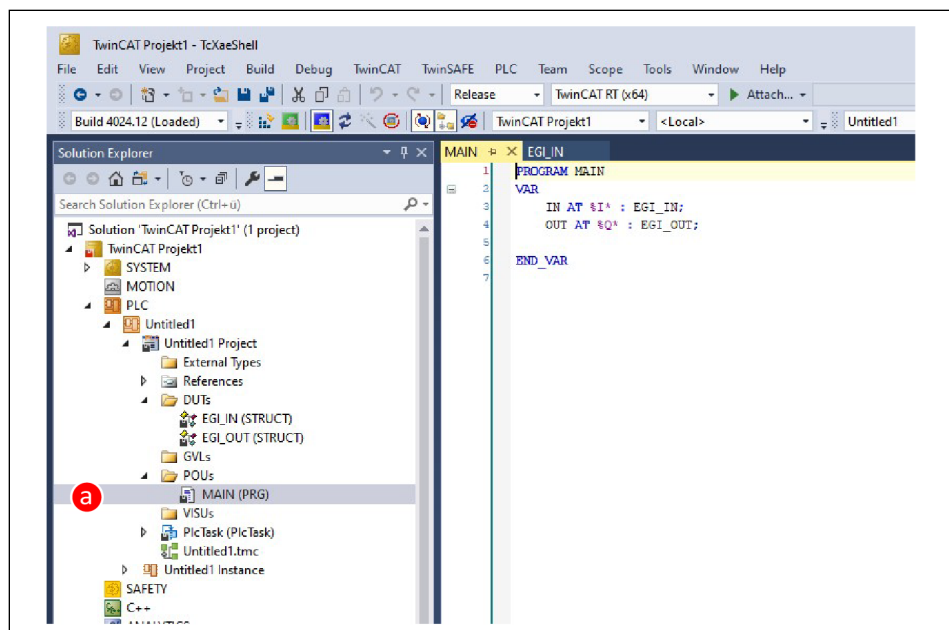 TwinCAT Projekt1 - TcXaeShell
File Edit View Project Build Debug TwinCAT TwinSAFE PLC Team Scope Tools Window Help
Release TwinCAT RT (x64) Attach...
Build 4024.12 (Loaded) TwinCAT Projekt1 <Local> Untitled1
Solution Explorer
Search Solution Explorer (Ctrl+ü)
Solution 'TwinCAT Projekt1' (1 project)
TwinCAT Projekt1
SYSTEM
MOTION
PLC
Untitled1
Untitled1 Project
External Types
References
DUTs
EGI_IN (STRUCT)
EGI_OUT (STRUCT)
GVLs
POUs
a MAIN (PRG)
VISUs
PlcTask (PlcTask)
Untitled1.tmc
Untitled1 Instance
SAFETY
C++
MAIN EGI_IN
1 PROGRAM MAIN
2 VAR
3 IN AT %I* : EGI_IN;
4 OUT AT %Q* : EGI_OUT;
5
6 END_VAR
7